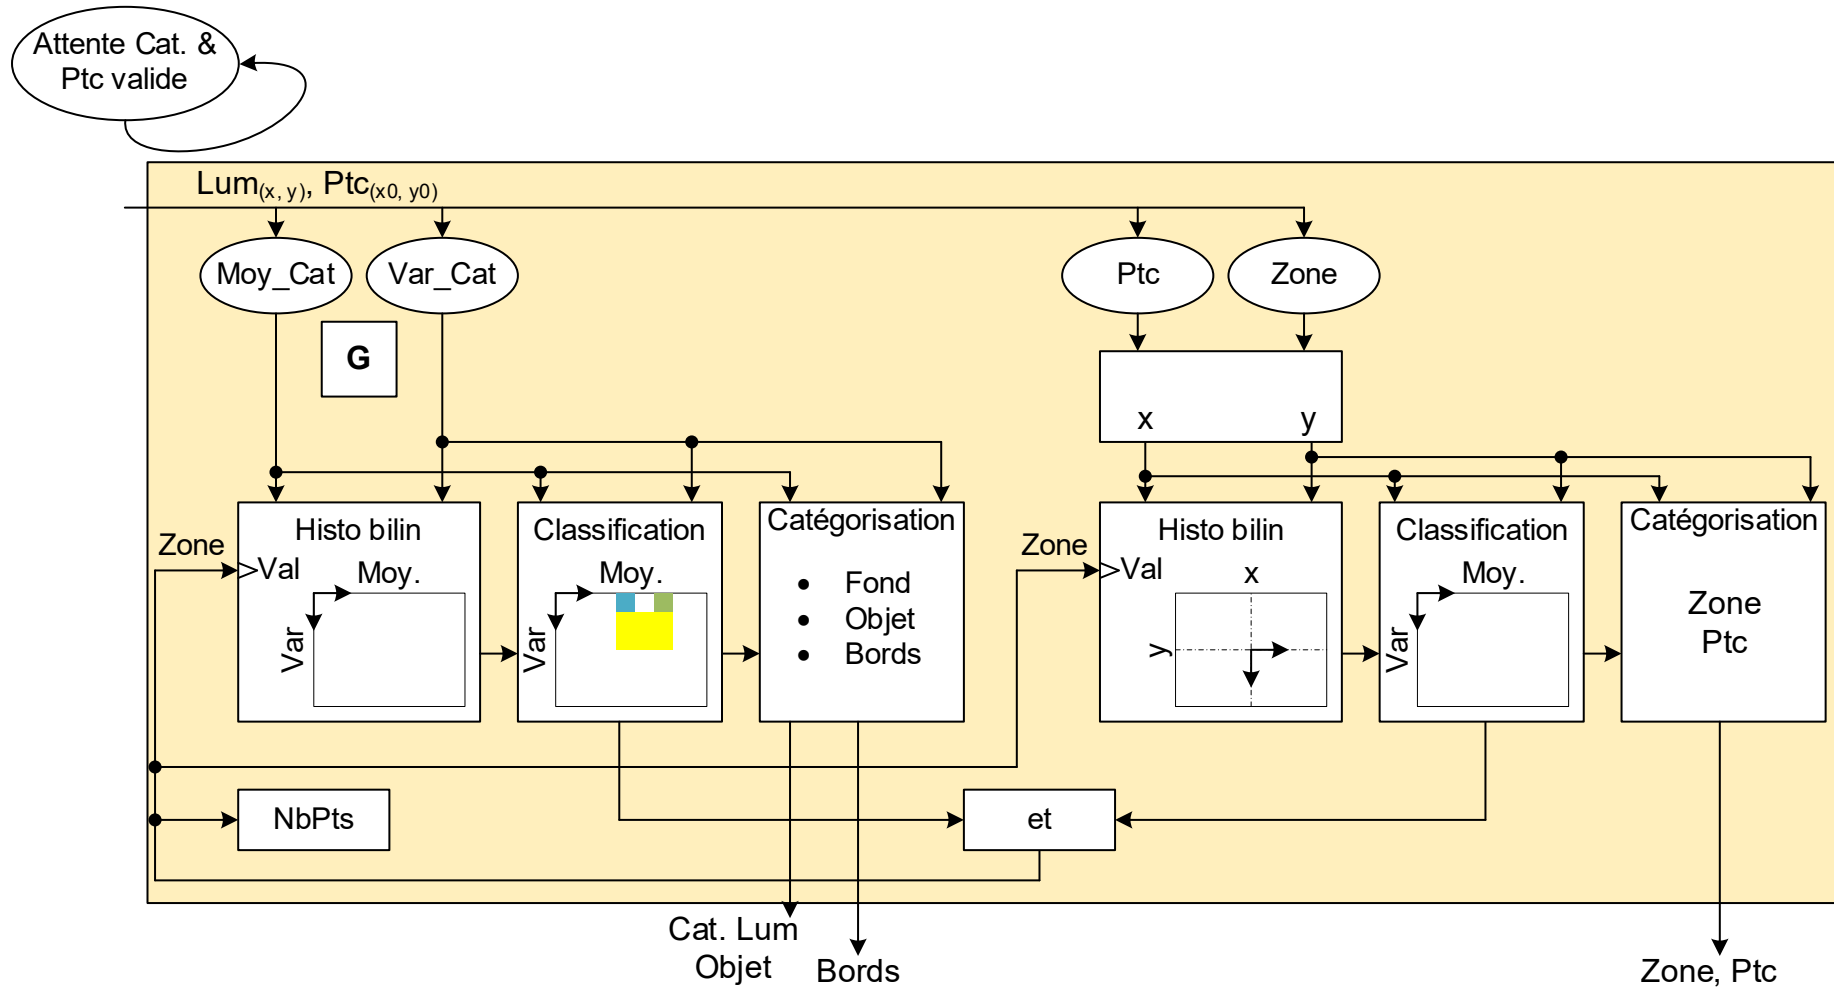 Attente Cat. &
Ptc valide
Lum(x, y), Ptc(x0, y0)
Moy_Cat
Var_Cat
Ptc
Zone
G
x
y
Histo bilin
Zone
>Val
Moy.
Var
Classification
Moy.
Var
Catégorisation
• Fond
• Objet
• Bords
Histo bilin
Zone
>Val
x
y
Classification
Moy.
Var
Catégorisation
Zone
Ptc
NbPts
et
Cat. Lum
Objet
Bords
Zone, Ptc